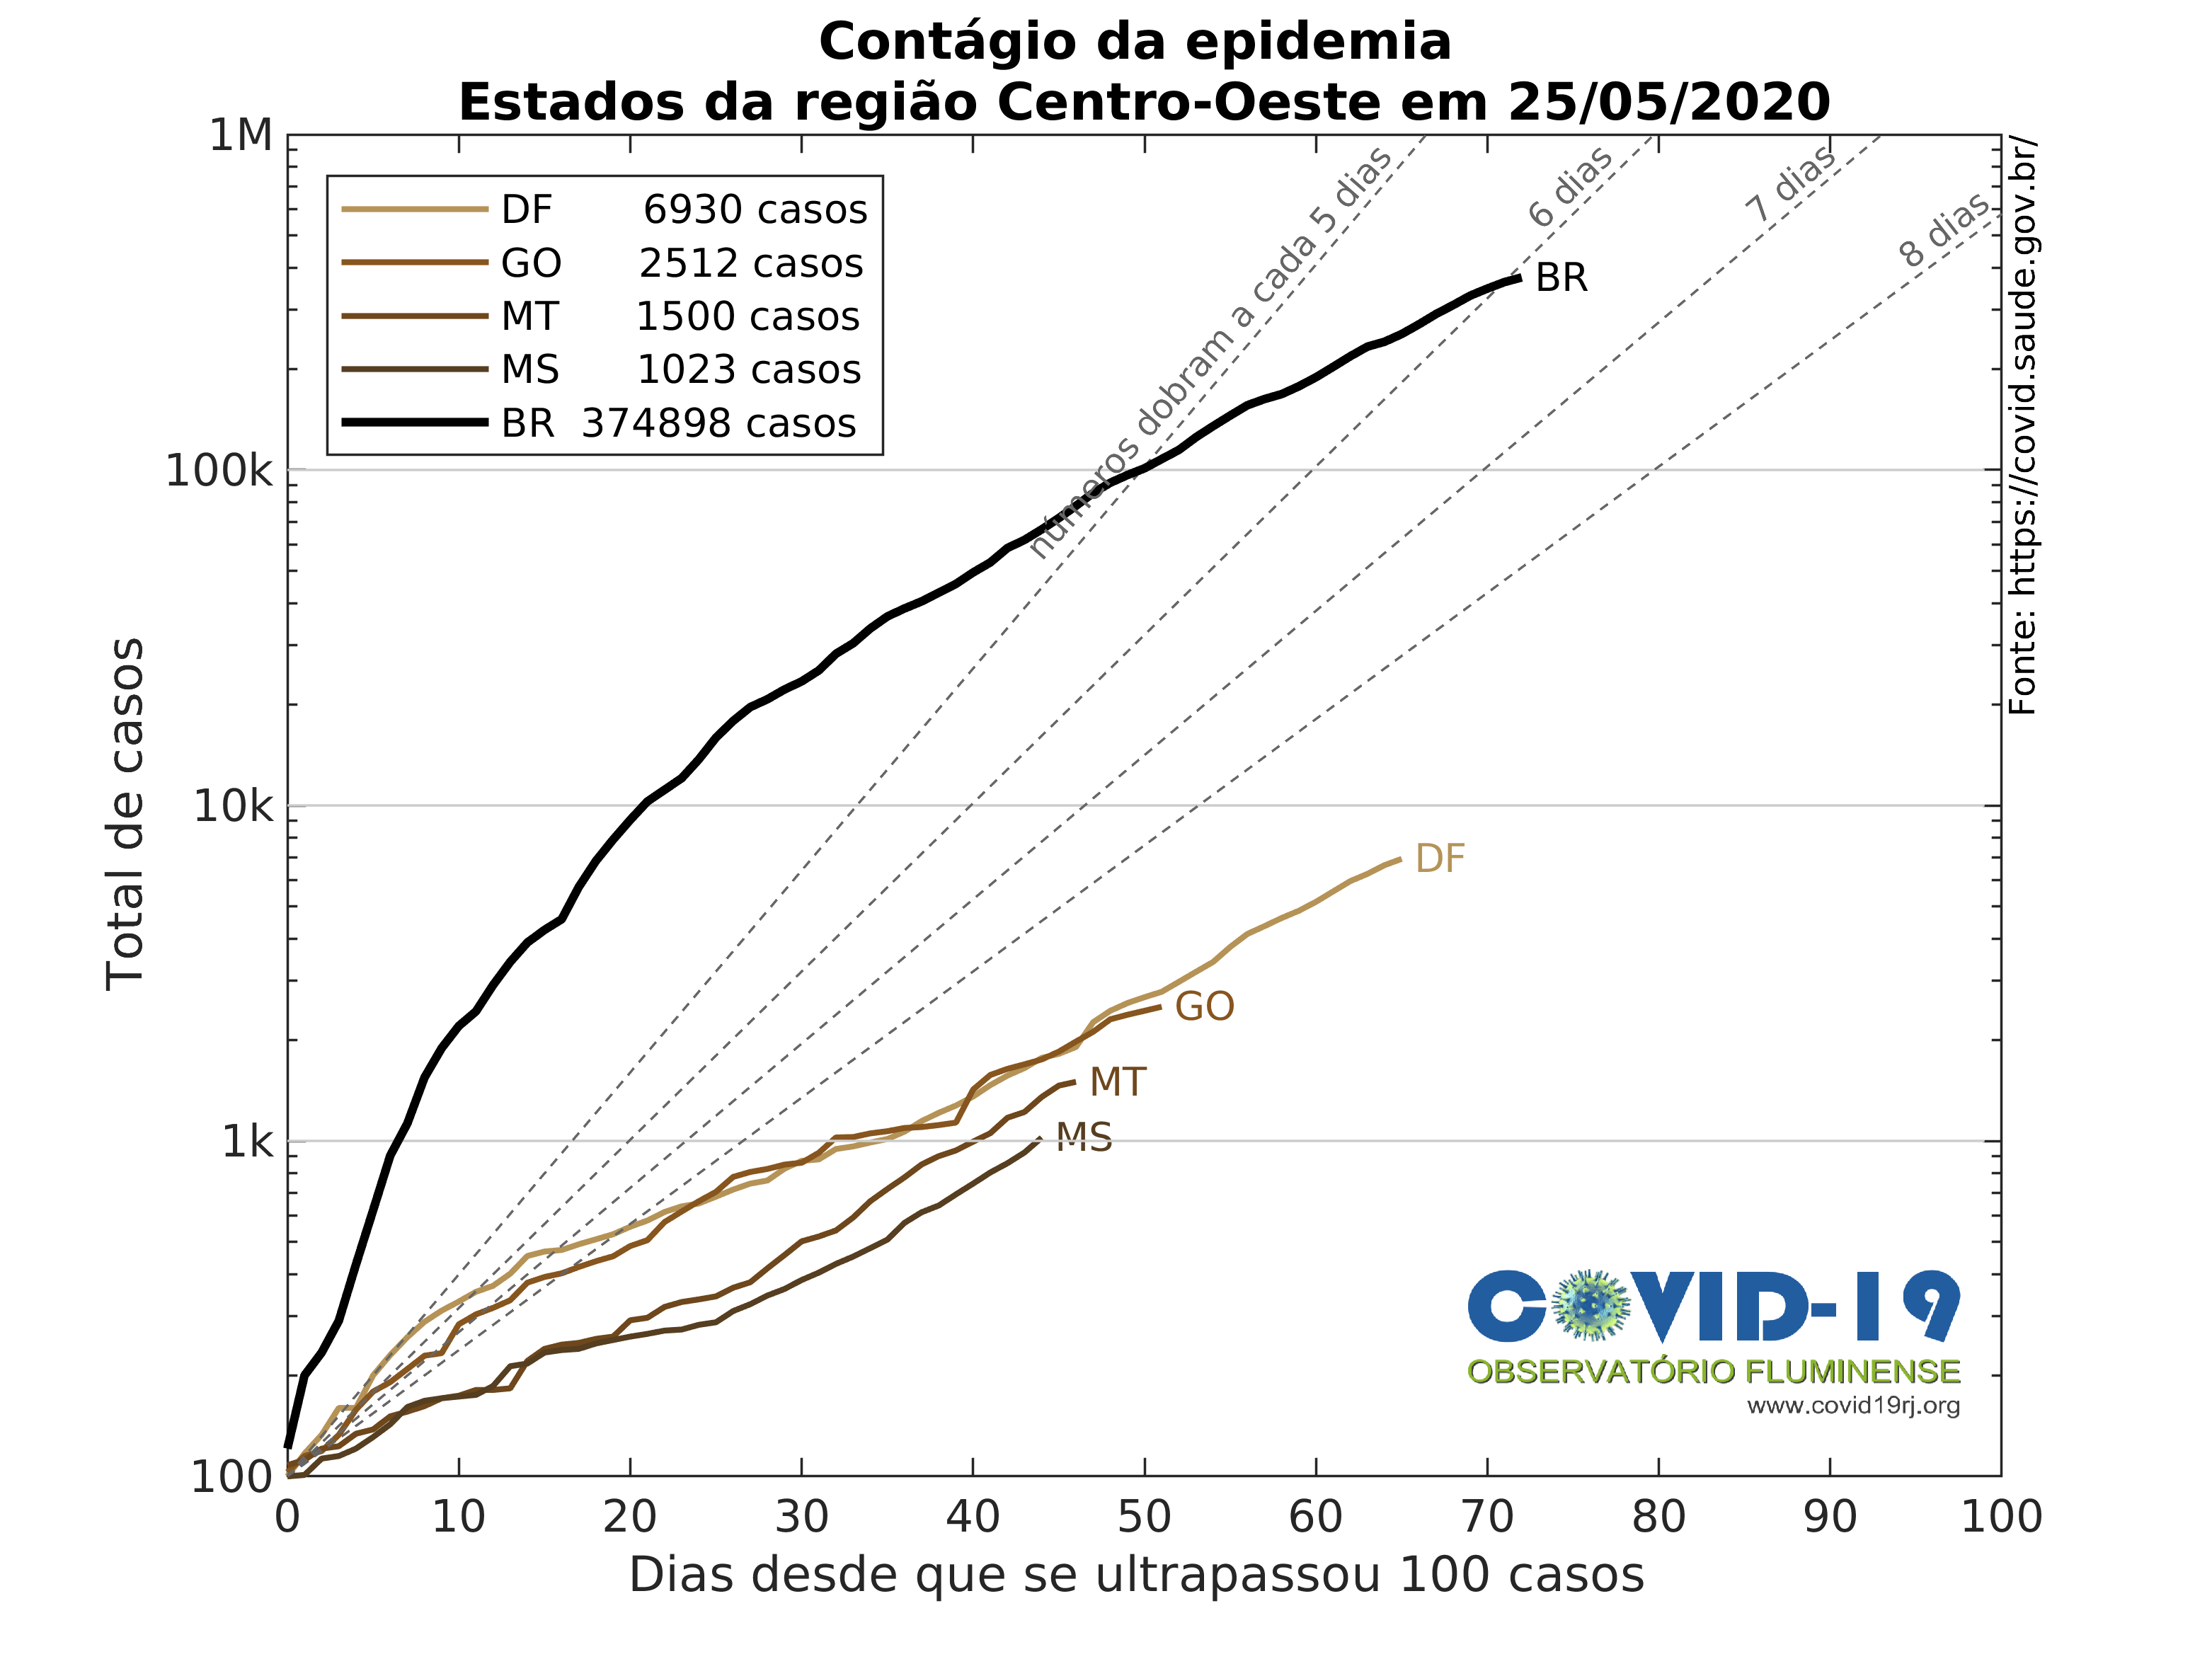 Contágio da epidemia
Estados da região Centro-Oeste em 25/05/2020
1M
100k
10k
1k
100
Total de casos
DF 6930 casos
GO 2512 casos
MT 1500 casos
MS 1023 casos
BR 374898 casos
números dobram a cada 5 dias
6 dias
7 dias
8 dias
BR
DF
GO
MT
MS
Fonte: https://covid.saude.gov.br/
COVID-19
OBSERVATÓRIO FLUMINENSE
www.covid19rj.org
0 10 20 30 40 50 60 70 80 90 100
Dias desde que se ultrapassou 100 casos